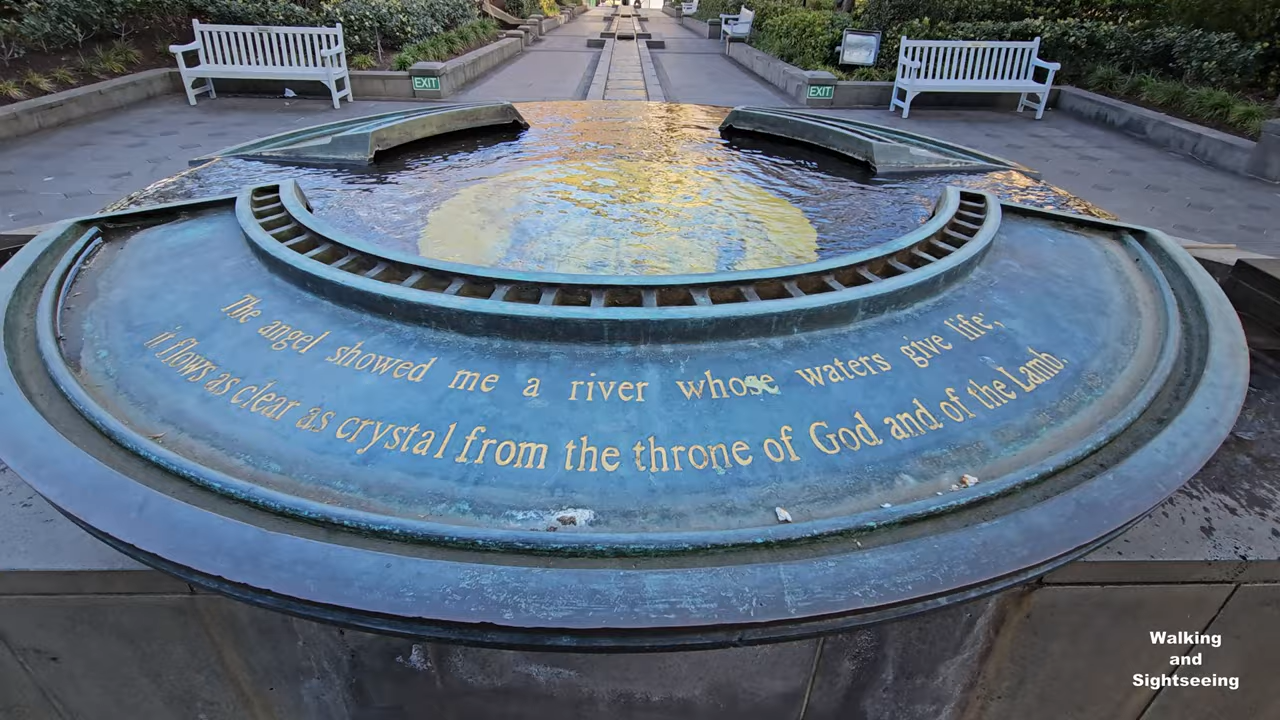 EXIT
EXIT
The angel showed me a river whose waters give life;
it flows as clear as crystal from the throne of God and of the Lamb.
Walking
and
Sightseeing